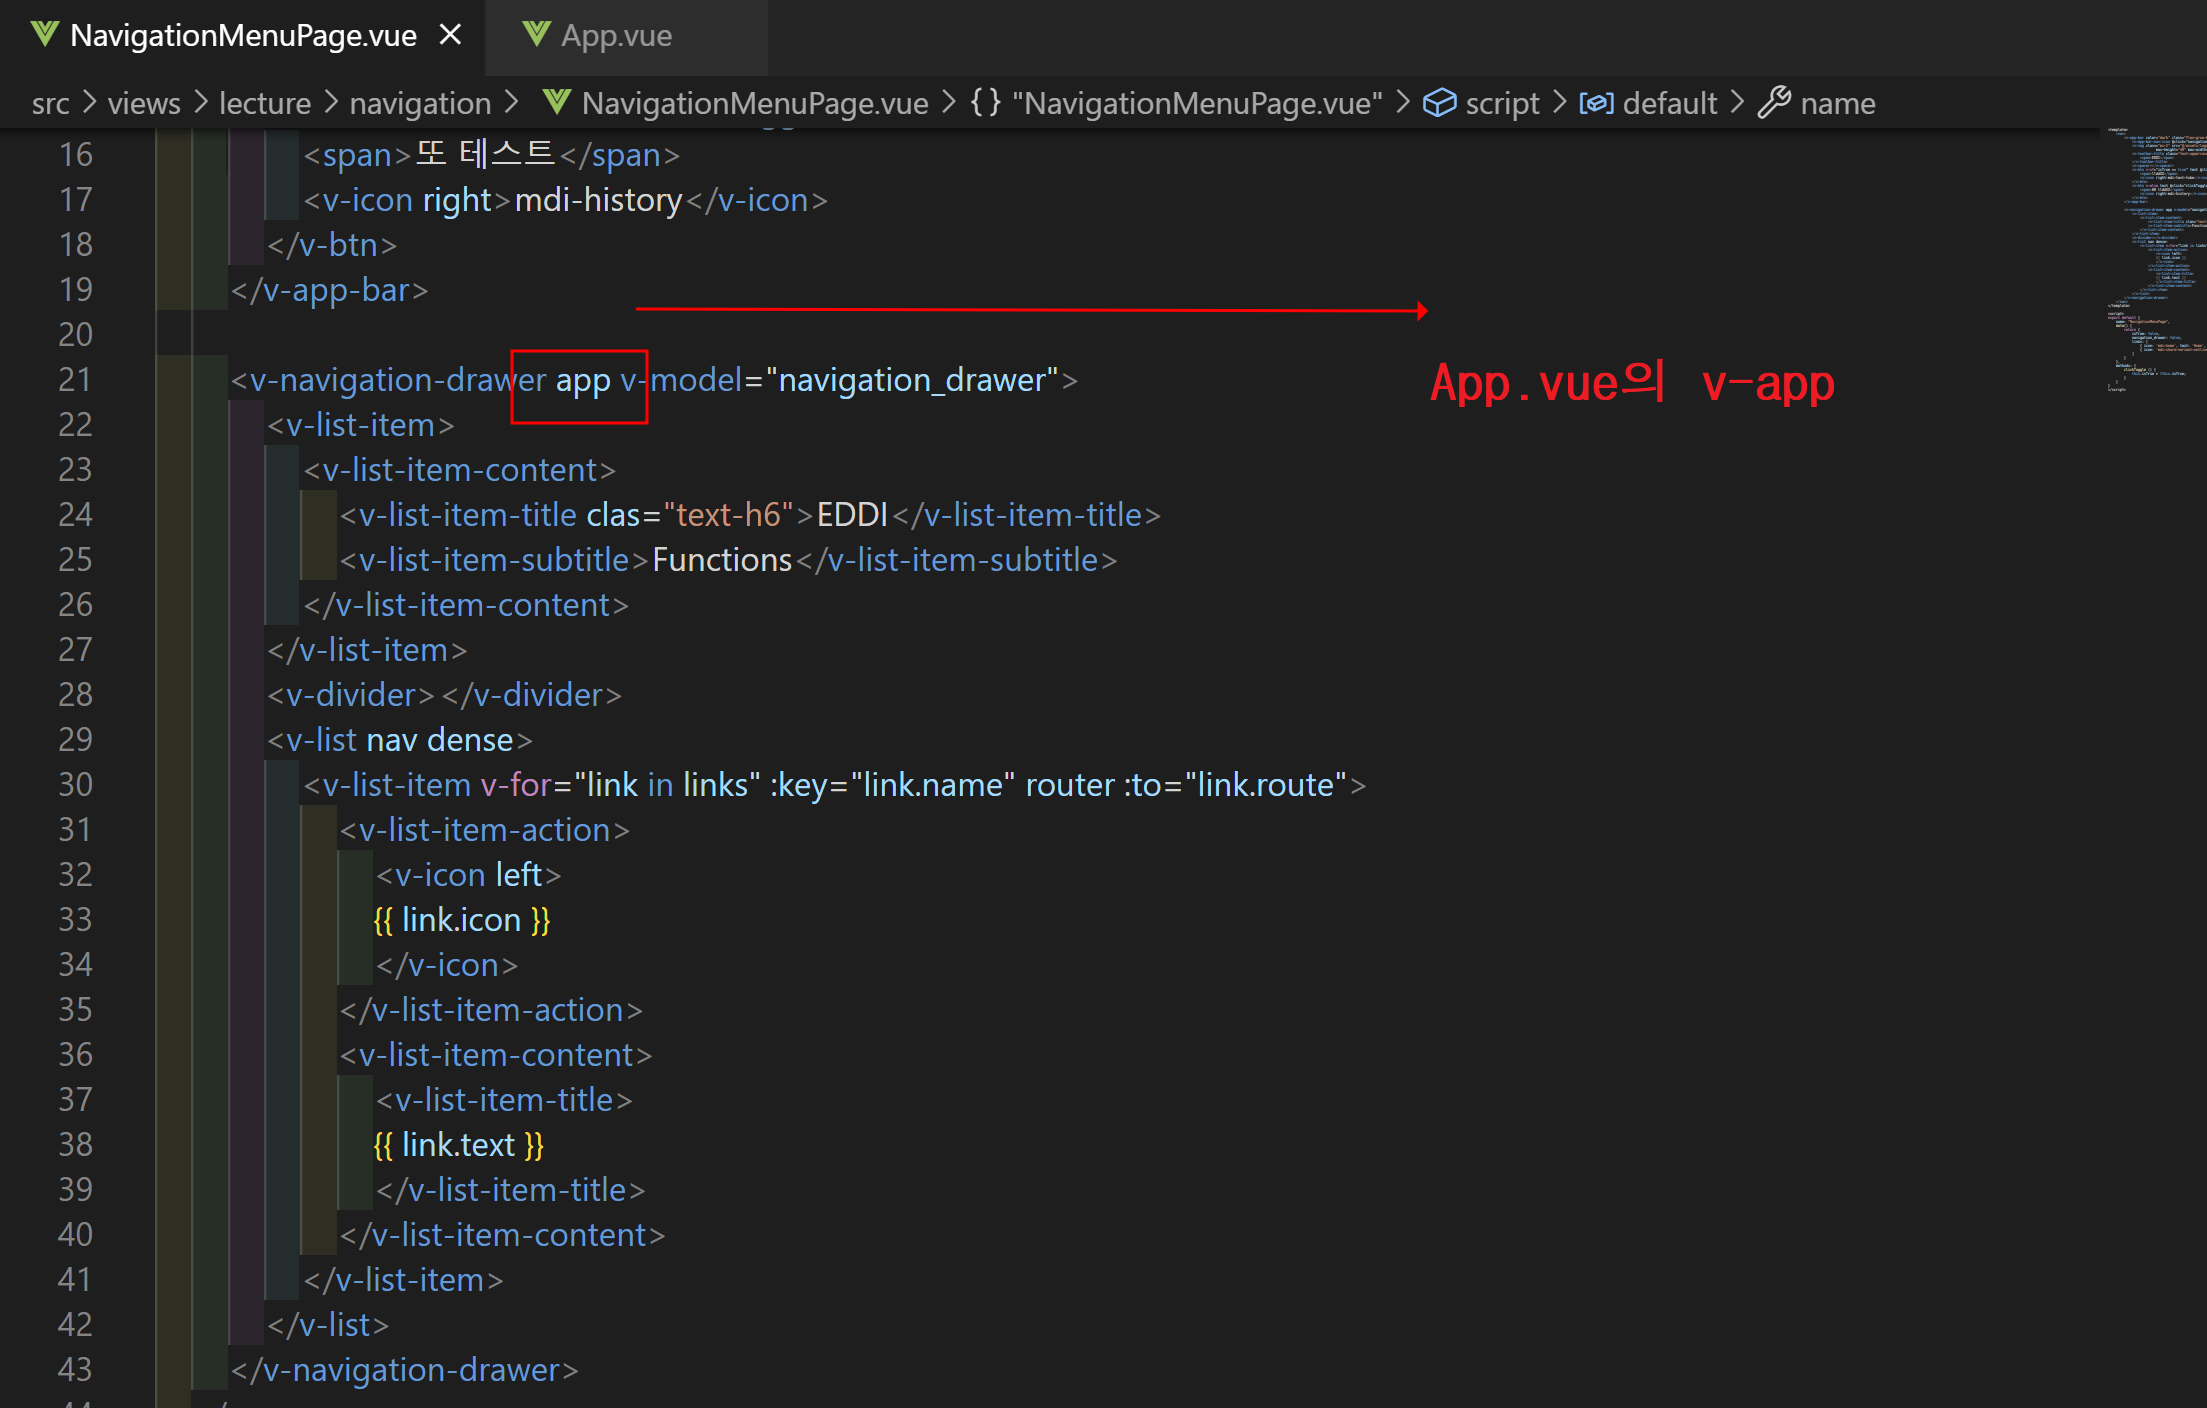 NavigationMenuPage.vue
App.vue
src > views > lecture > navigation > NavigationMenuPage.vue > {} "NavigationMenuPage.vue" > script > default > name
16 <span>또 테스트</span>
17 <v-icon right>mdi-history</v-icon>
18 </v-btn>
19 </v-app-bar>
20
21 <v-navigation-drawer app v-model="navigation_drawer">
App.vue의 v-app
22 <v-list-item>
23 <v-list-item-content>
24 <v-list-item-title clas="text-h6">EDDI</v-list-item-title>
25 <v-list-item-subtitle>Functions</v-list-item-subtitle>
26 </v-list-item-content>
27 </v-list-item>
28 <v-divider></v-divider>
29 <v-list nav dense>
30 <v-list-item v-for="link in links" :key="link.name" router :to="link.route">
31 <v-list-item-action>
32 <v-icon left>
33 {{ link.icon }}
34 </v-icon>
35 </v-list-item-action>
36 <v-list-item-content>
37 <v-list-item-title>
38 {{ link.text }}
39 </v-list-item-title>
40 </v-list-item-content>
41 </v-list-item>
42 </v-list>
43 </v-navigation-drawer>